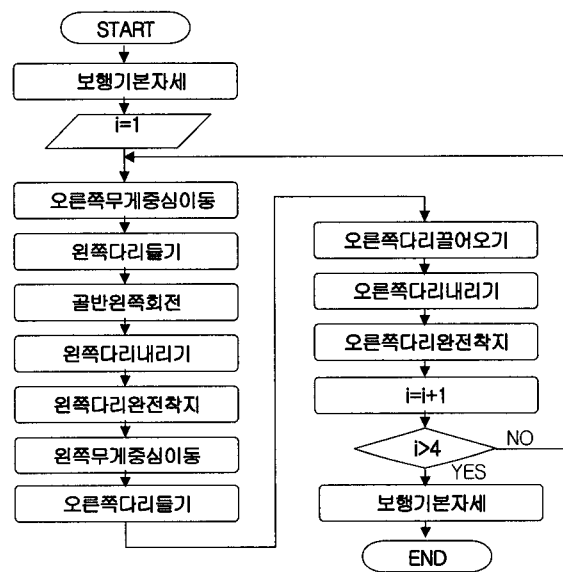 START
보행기본자세
i=1
오른쪽무게중심이동
왼쪽다리들기
골반왼쪽회전
왼쪽다리내리기
왼쪽다리완전착지
왼쪽무게중심이동
오른쪽다리들기
오른쪽다리끌어오기
오른쪽다리내리기
오른쪽다리완전착지
i=i+1
i>4
NO
YES
보행기본자세
END